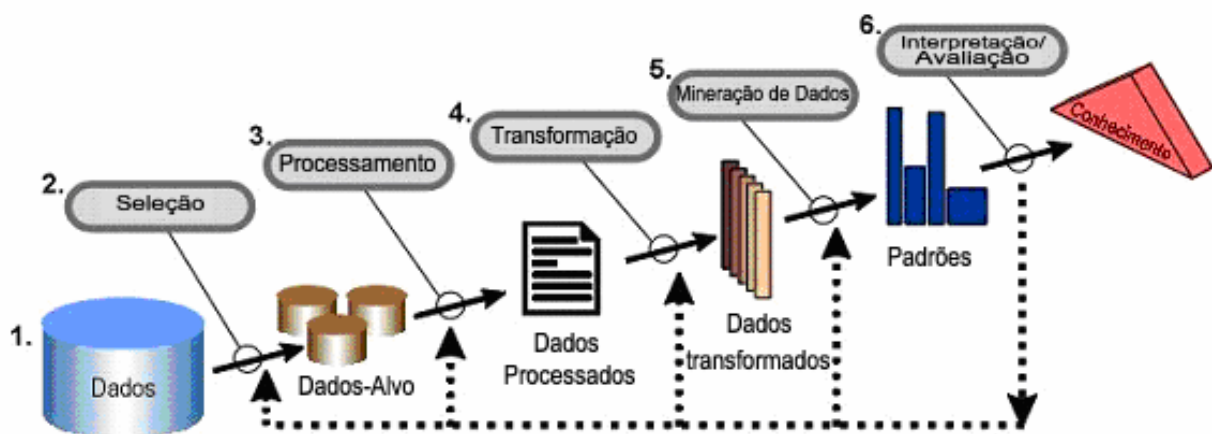 1.
Dados
2.
Seleção
Dados-Alvo
3.
Processamento
Dados
Processados
4.
Transformação
Dados
transformados
5.
Mineração de Dados
Padrões
6.
Interpretação/
Avaliação
Conhecimento